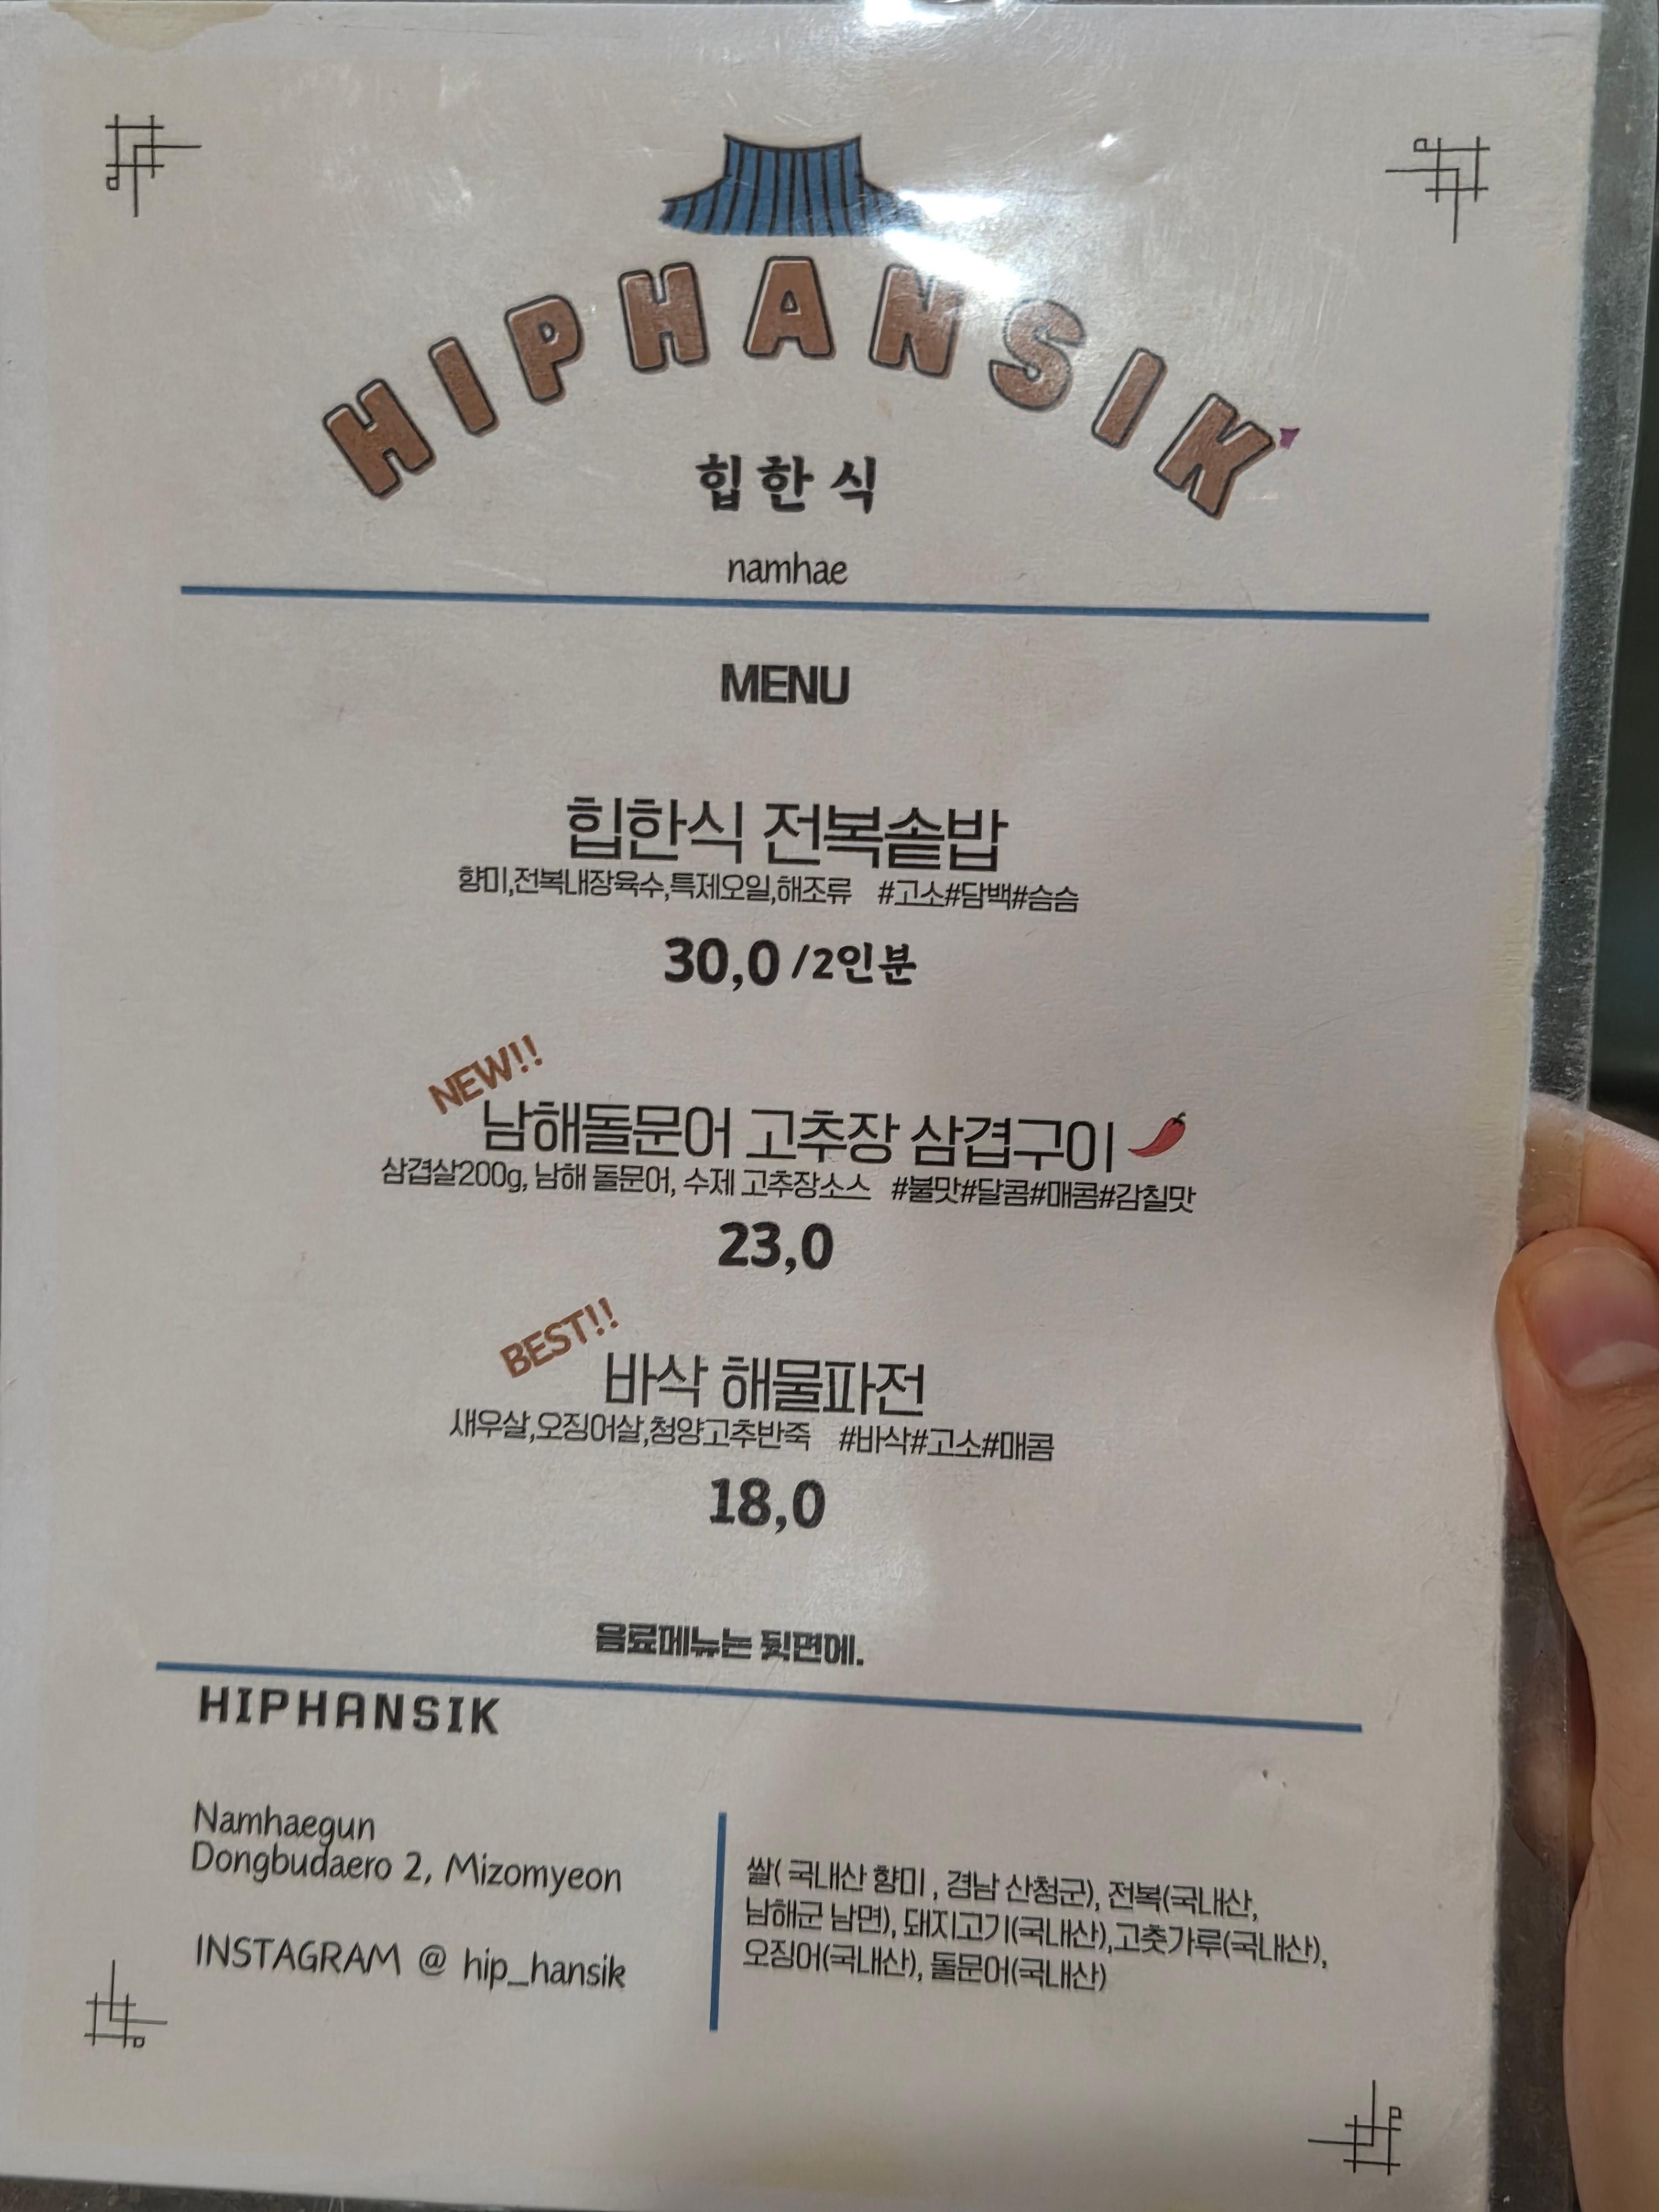 HIPHANSIK
힙한식
namhae
MENU
힙한식 전복솥밥
향미,전복내장육수,특제오일,해조류 #고소#담백#슴슴
30,0 /2인분
NEW!!
남해돌문어 고추장 삼겹구이
삼겹살200g, 남해 돌문어, 수제 고추장소스 #불맛#달콤#매콤#감칠맛
23,0
BEST!!
바삭 해물파전
새우살,오징어살,청양고추반죽 #바삭#고소#매콤
18,0
음료메뉴는 뒷면에.
HIPHANSIK
Namhaegun
Dongbudaero 2, Mizomyeon
INSTAGRAM @ hip_hansik
쌀( 국내산 향미 , 경남 산청군), 전복(국내산,
남해군 남면), 돼지고기(국내산),고춧가루(국내산),
오징어(국내산), 돌문어(국내산)